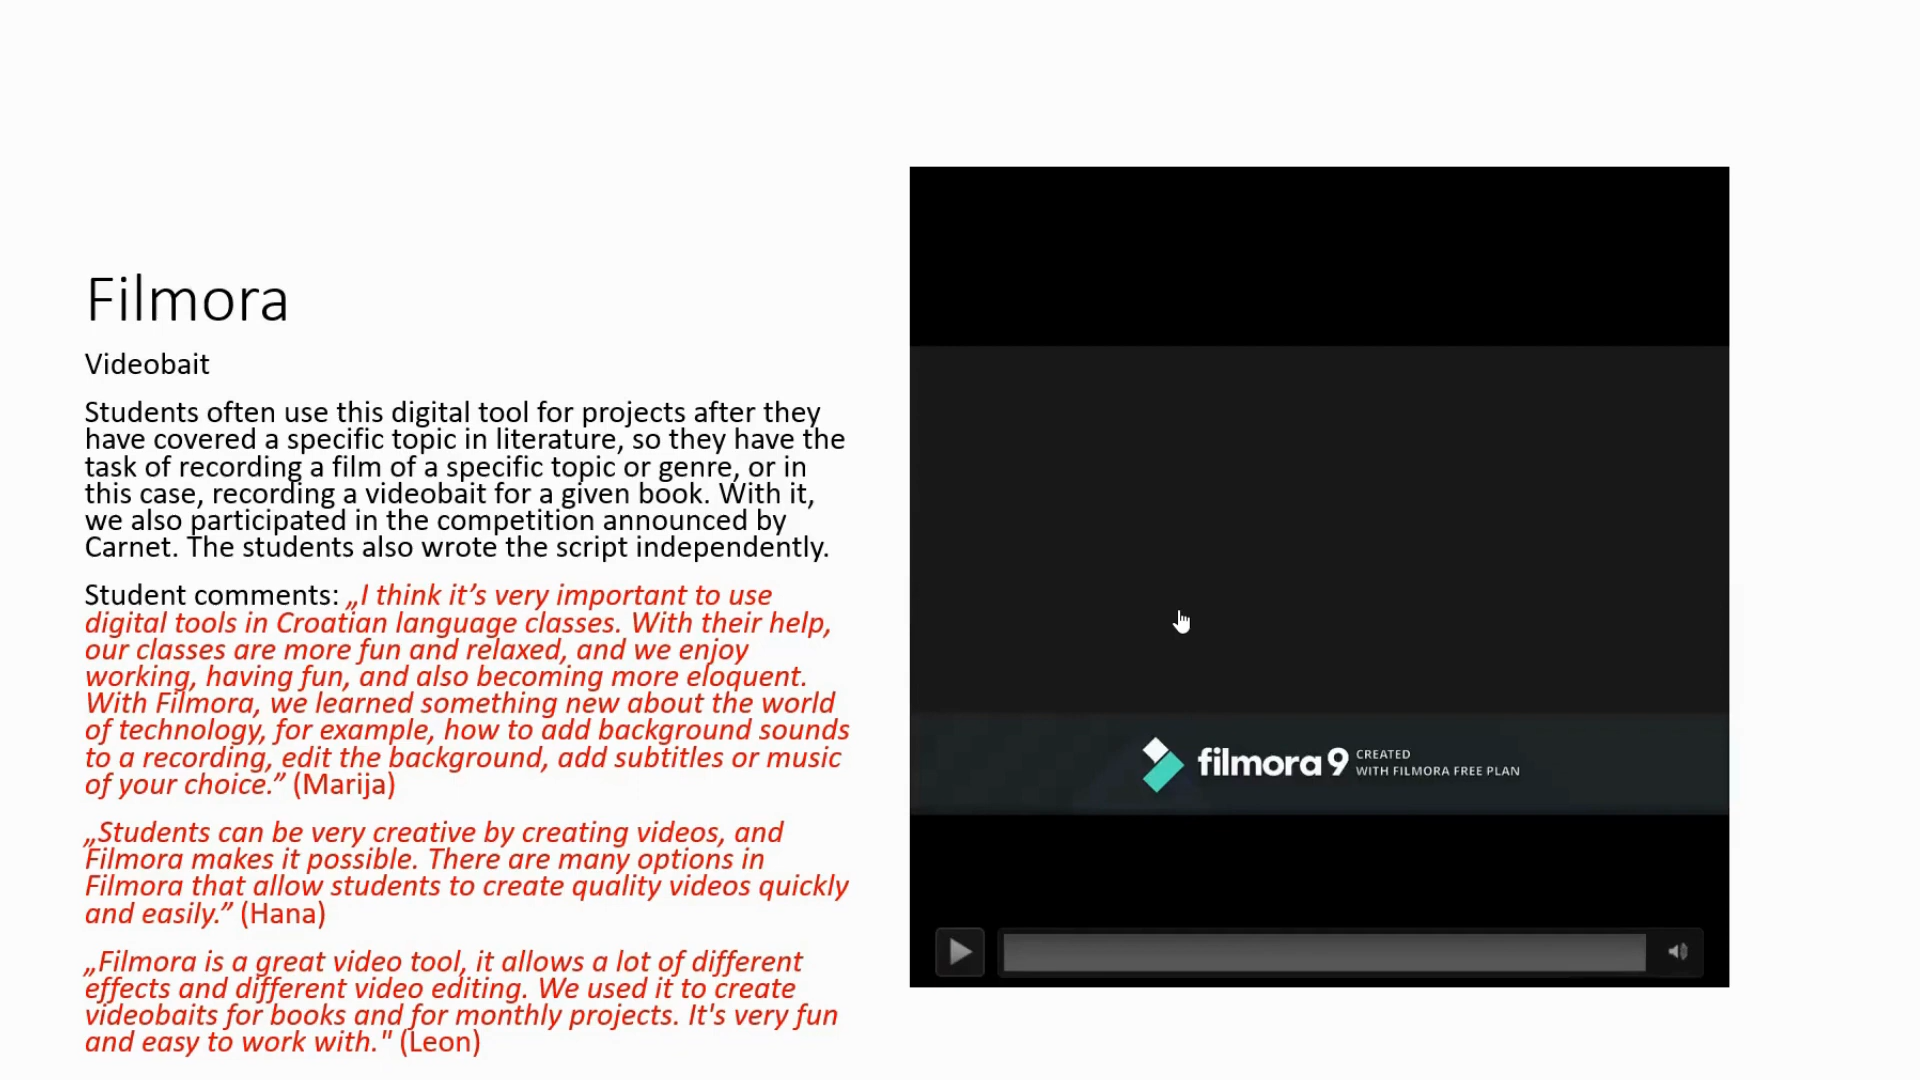 Filmora
Videobait
Students often use this digital tool for projects after they
have covered a specific topic in literature, so they have the
task of recording a film of a specific topic or genre, or in
this case, recording a videobait for a given book. With it,
we also participated in the competition announced by
Carnet. The students also wrote the script independently.
Student comments: „I think it’s very important to use
digital tools in Croatian language classes. With their help,
our classes are more fun and relaxed, and we enjoy
working, having fun, and also becoming more eloquent.
With Filmora, we learned something new about the world
of technology, for example, how to add background sounds
to a recording, edit the background, add subtitles or music
of your choice.” (Marija)
„Students can be very creative by creating videos, and
Filmora makes it possible. There are many options in
Filmora that allow students to create quality videos quickly
and easily.” (Hana)
„Filmora is a great video tool, it allows a lot of different
effects and different video editing. We used it to create
videobaits for books and for monthly projects. It's very fun
and easy to work with." (Leon)
filmora 9
CREATED
WITH FILMORA FREE PLAN